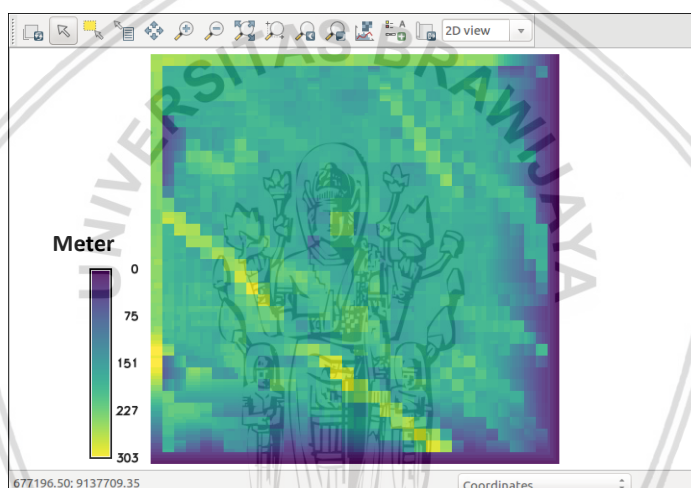 2D view
UNIVERSITAS BRAWIJAYA
Meter
0
75
151
227
303
677196.50; 9137709.35
Coordinates